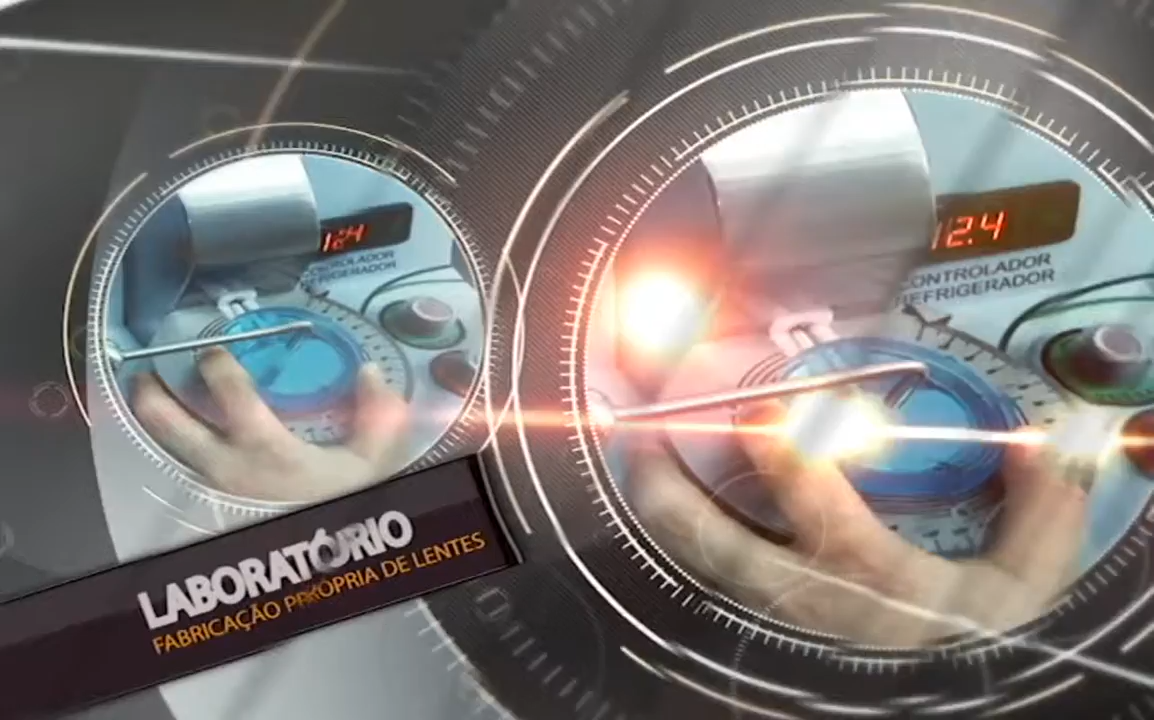 12.4
CONTROLADOR
REFRIGERADOR
12.4
CONTROLADOR
REFRIGERADOR
LABORATÓRIO
FABRICAÇÃO PRÓPRIA DE LENTES